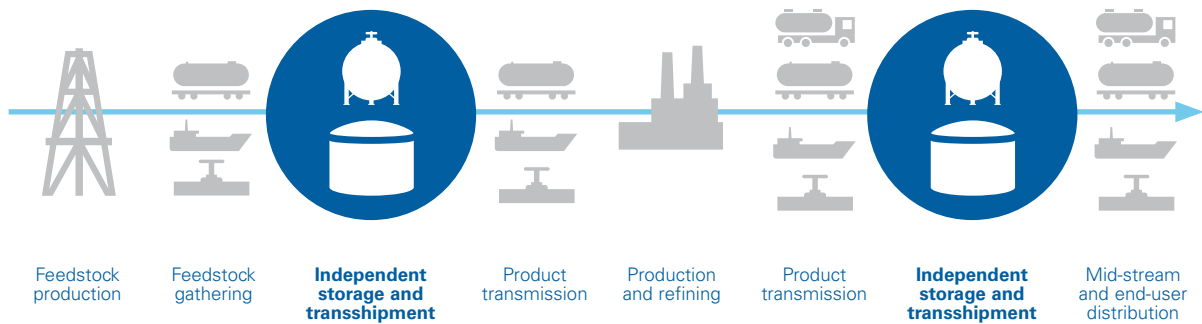 Feedstock
production
Feedstock
gathering
Independent
storage and
transshipment
Product
transmission
Production
and refining
Product
transmission
Independent
storage and
transshipment
Mid-stream
and end-user
distribution